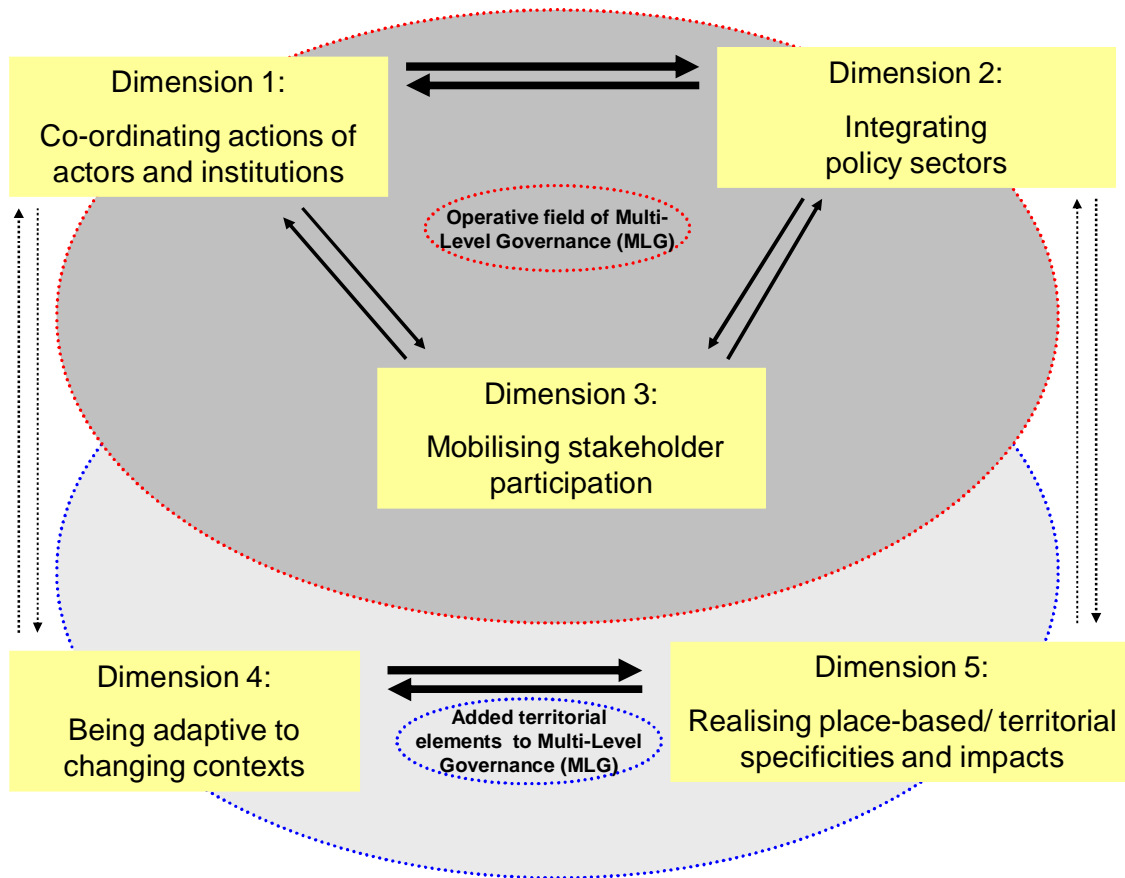 Dimension 1:
Co-ordinating actions of
actors and institutions
Dimension 2:
Integrating
policy sectors
Operative field of Multi-
Level Governance (MLG)
Dimension 3:
Mobilising stakeholder
participation
Dimension 4:
Being adaptive to
changing contexts
Added territorial
elements to Multi-Level
Governance (MLG)
Dimension 5:
Realising place-based/ territorial
specificities and impacts